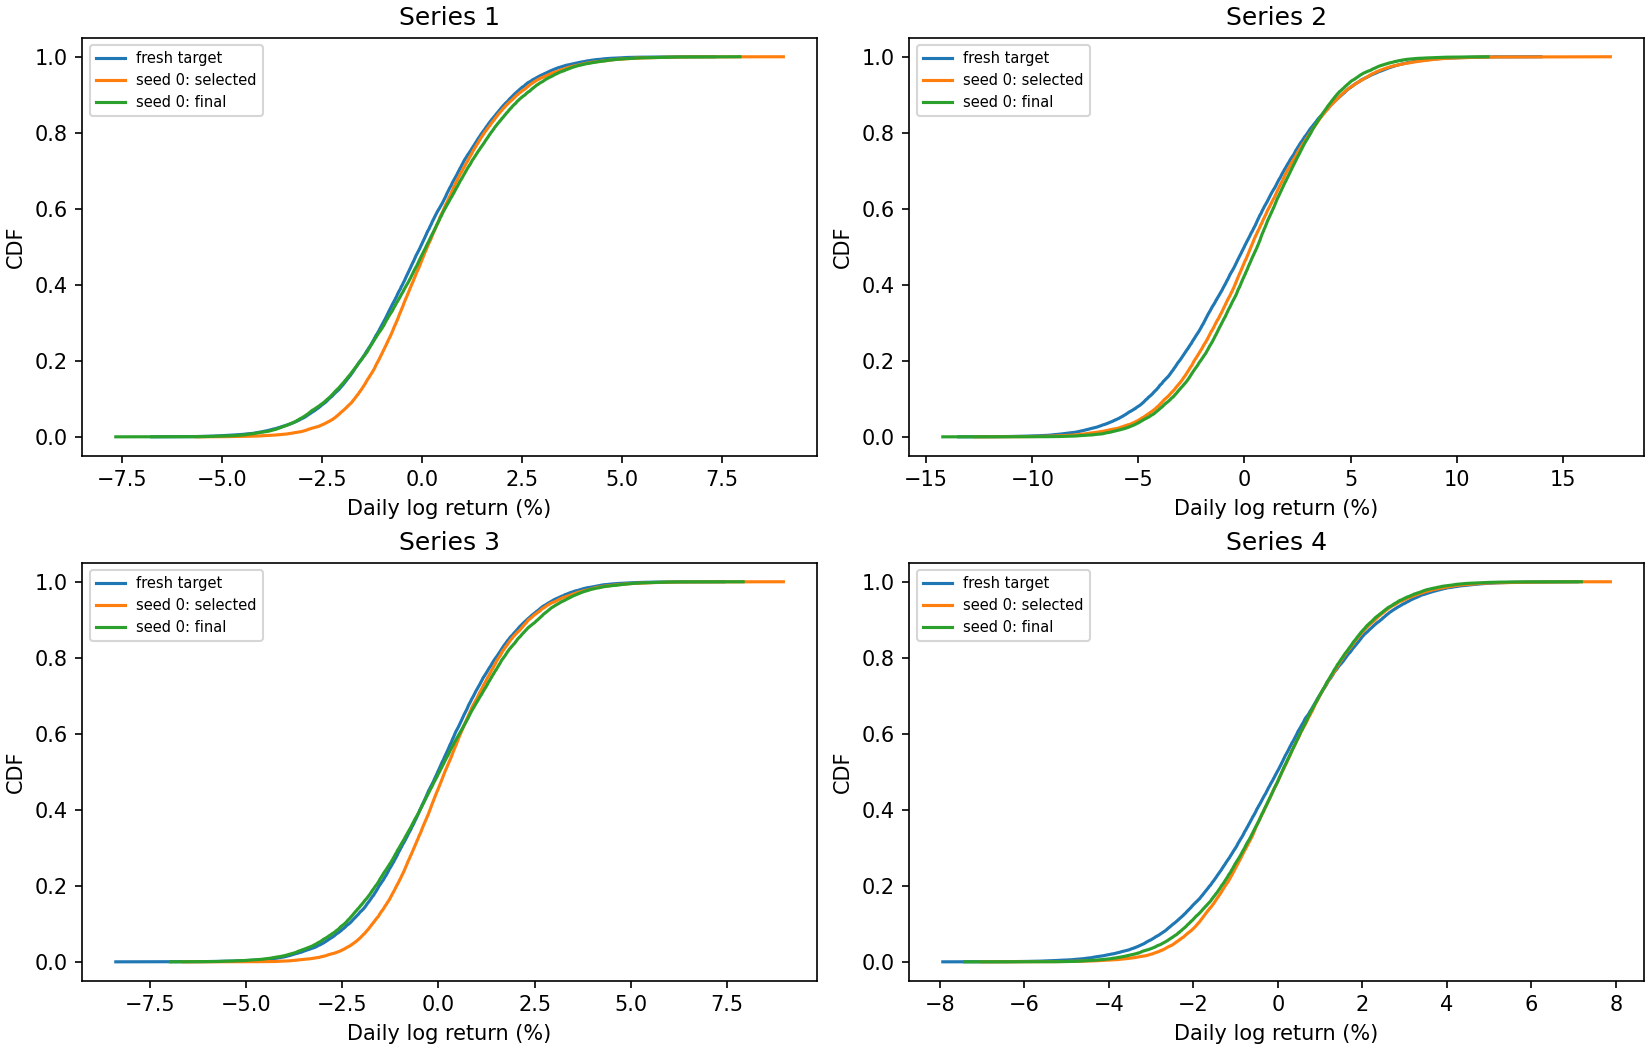 Series 1
fresh target
seed 0: selected
seed 0: final
CDF
1.0
0.8
0.6
0.4
0.2
0.0
−7.5 −5.0 −2.5 0.0 2.5 5.0 7.5
Daily log return (%)
Series 2
fresh target
seed 0: selected
seed 0: final
CDF
1.0
0.8
0.6
0.4
0.2
0.0
−15 −10 −5 0 5 10 15
Daily log return (%)
Series 3
fresh target
seed 0: selected
seed 0: final
CDF
1.0
0.8
0.6
0.4
0.2
0.0
−7.5 −5.0 −2.5 0.0 2.5 5.0 7.5
Daily log return (%)
Series 4
fresh target
seed 0: selected
seed 0: final
CDF
1.0
0.8
0.6
0.4
0.2
0.0
−8 −6 −4 −2 0 2 4 6 8
Daily log return (%)